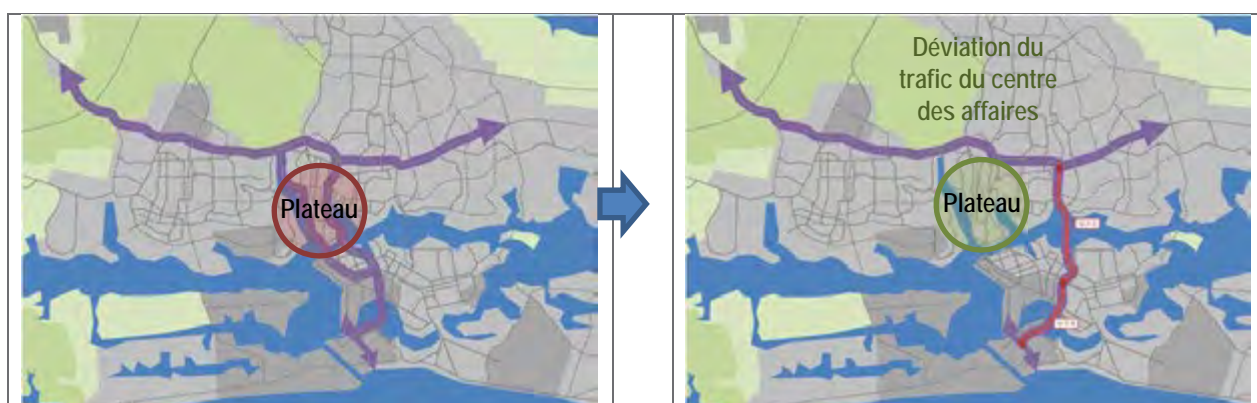 Plateau
Déviation du
trafic du centre
des affaires
Plateau